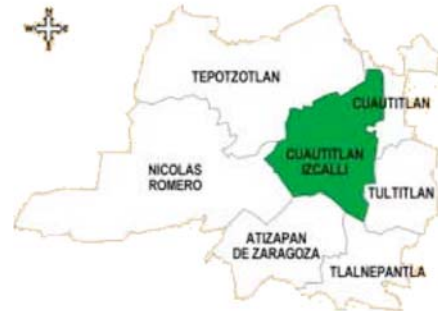 TEPOTZOTLAN
CUAUTITLAN
CUAUTITLAN
IZCALLI
NICOLAS
ROMERO
TULTITLAN
ATIZAPAN
DE ZARAGOZA
TLALNEPANTLA